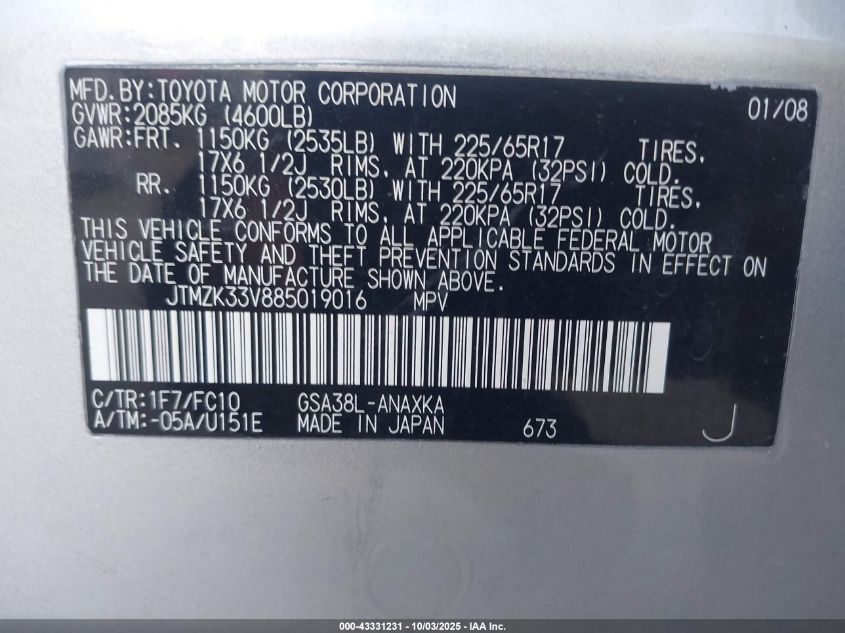 MFD.BY:TOYOTA MOTOR CORPORATION 01/08
GVWR:2085KG (4600LB)
GAWR:FRT. 1150KG (2535LB) WITH 225/65R17 TIRES,
17X6 1/2J RIMS, AT 220KPA (32PSI) COLD.
RR. 1150KG (2530LB) WITH 225/65R17 TIRES,
17X6 1/2J RIMS, AT 220KPA (32PSI) COLD.
THIS VEHICLE CONFORMS TO ALL APPLICABLE FEDERAL MOTOR
VEHICLE SAFETY AND THEFT PREVENTION STANDARDS IN EFFECT ON
THE DATE OF MANUFACTURE SHOWN ABOVE.
JTMZK33V885019016 MPV
C/TR:1F7/FC10 GSA38L-ANAXKA
A/TM:-05A/U151E MADE IN JAPAN 673 J
000-43331231 - 10/03/2025 - IAA Inc.